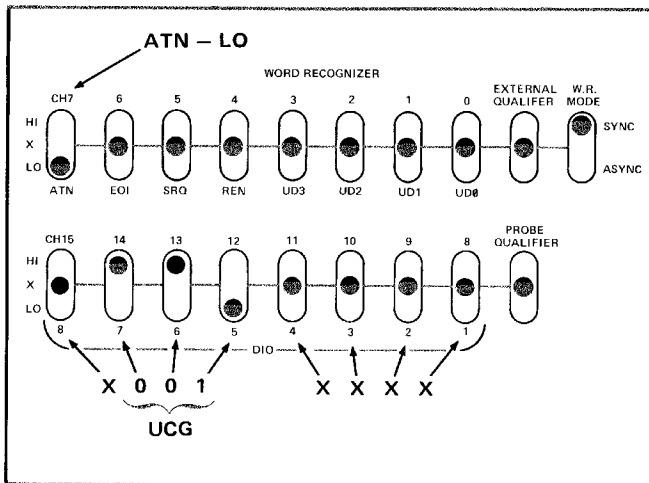 ATN – LO
WORD RECOGNIZER
CH7 6 5 4 3 2 1 0 EXTERNAL QUALIFER W.R. MODE
HI
X
LO
SYNC
ASYNC
ATN EOI SRQ REN UD3 UD2 UD1 UD0
CH15 14 13 12 11 10 9 8 PROBE QUALIFIER
HI
X
LO
8 7 6 5 4 3 2 1
DIO
X 0 0 1 X X X X
UCG